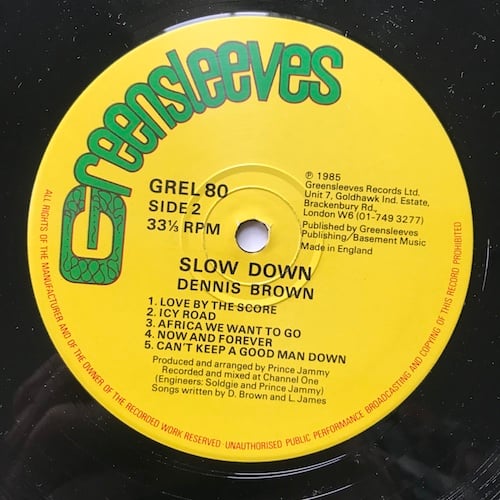 Greensleeves
GREL 80
SIDE 2
33⅓ RPM
℗ 1985
Greensleeves Records Ltd.
Unit 7, Goldhawk Ind. Estate,
Brackenbury Rd.,
London W6 (01-749 3277)
Published by Greensleeves
Publishing/Basement Music
Made in England
SLOW DOWN
DENNIS BROWN
1. LOVE BY THE SCORE
2. ICY ROAD
3. AFRICA WE WANT TO GO
4. NOW AND FOREVER
5. CAN'T KEEP A GOOD MAN DOWN
Produced and arranged by Prince Jammy
Recorded and mixed at Channel One
(Engineers: Soldgie and Prince Jammy)
Songs written by D. Brown and L. James
ALL RIGHTS OF THE MANUFACTURER AND OF THE OWNER OF THE RECORDED WORK RESERVED · UNAUTHORISED PUBLIC PERFORMANCE BROADCASTING AND COPYING OF THIS RECORD PROHIBITED